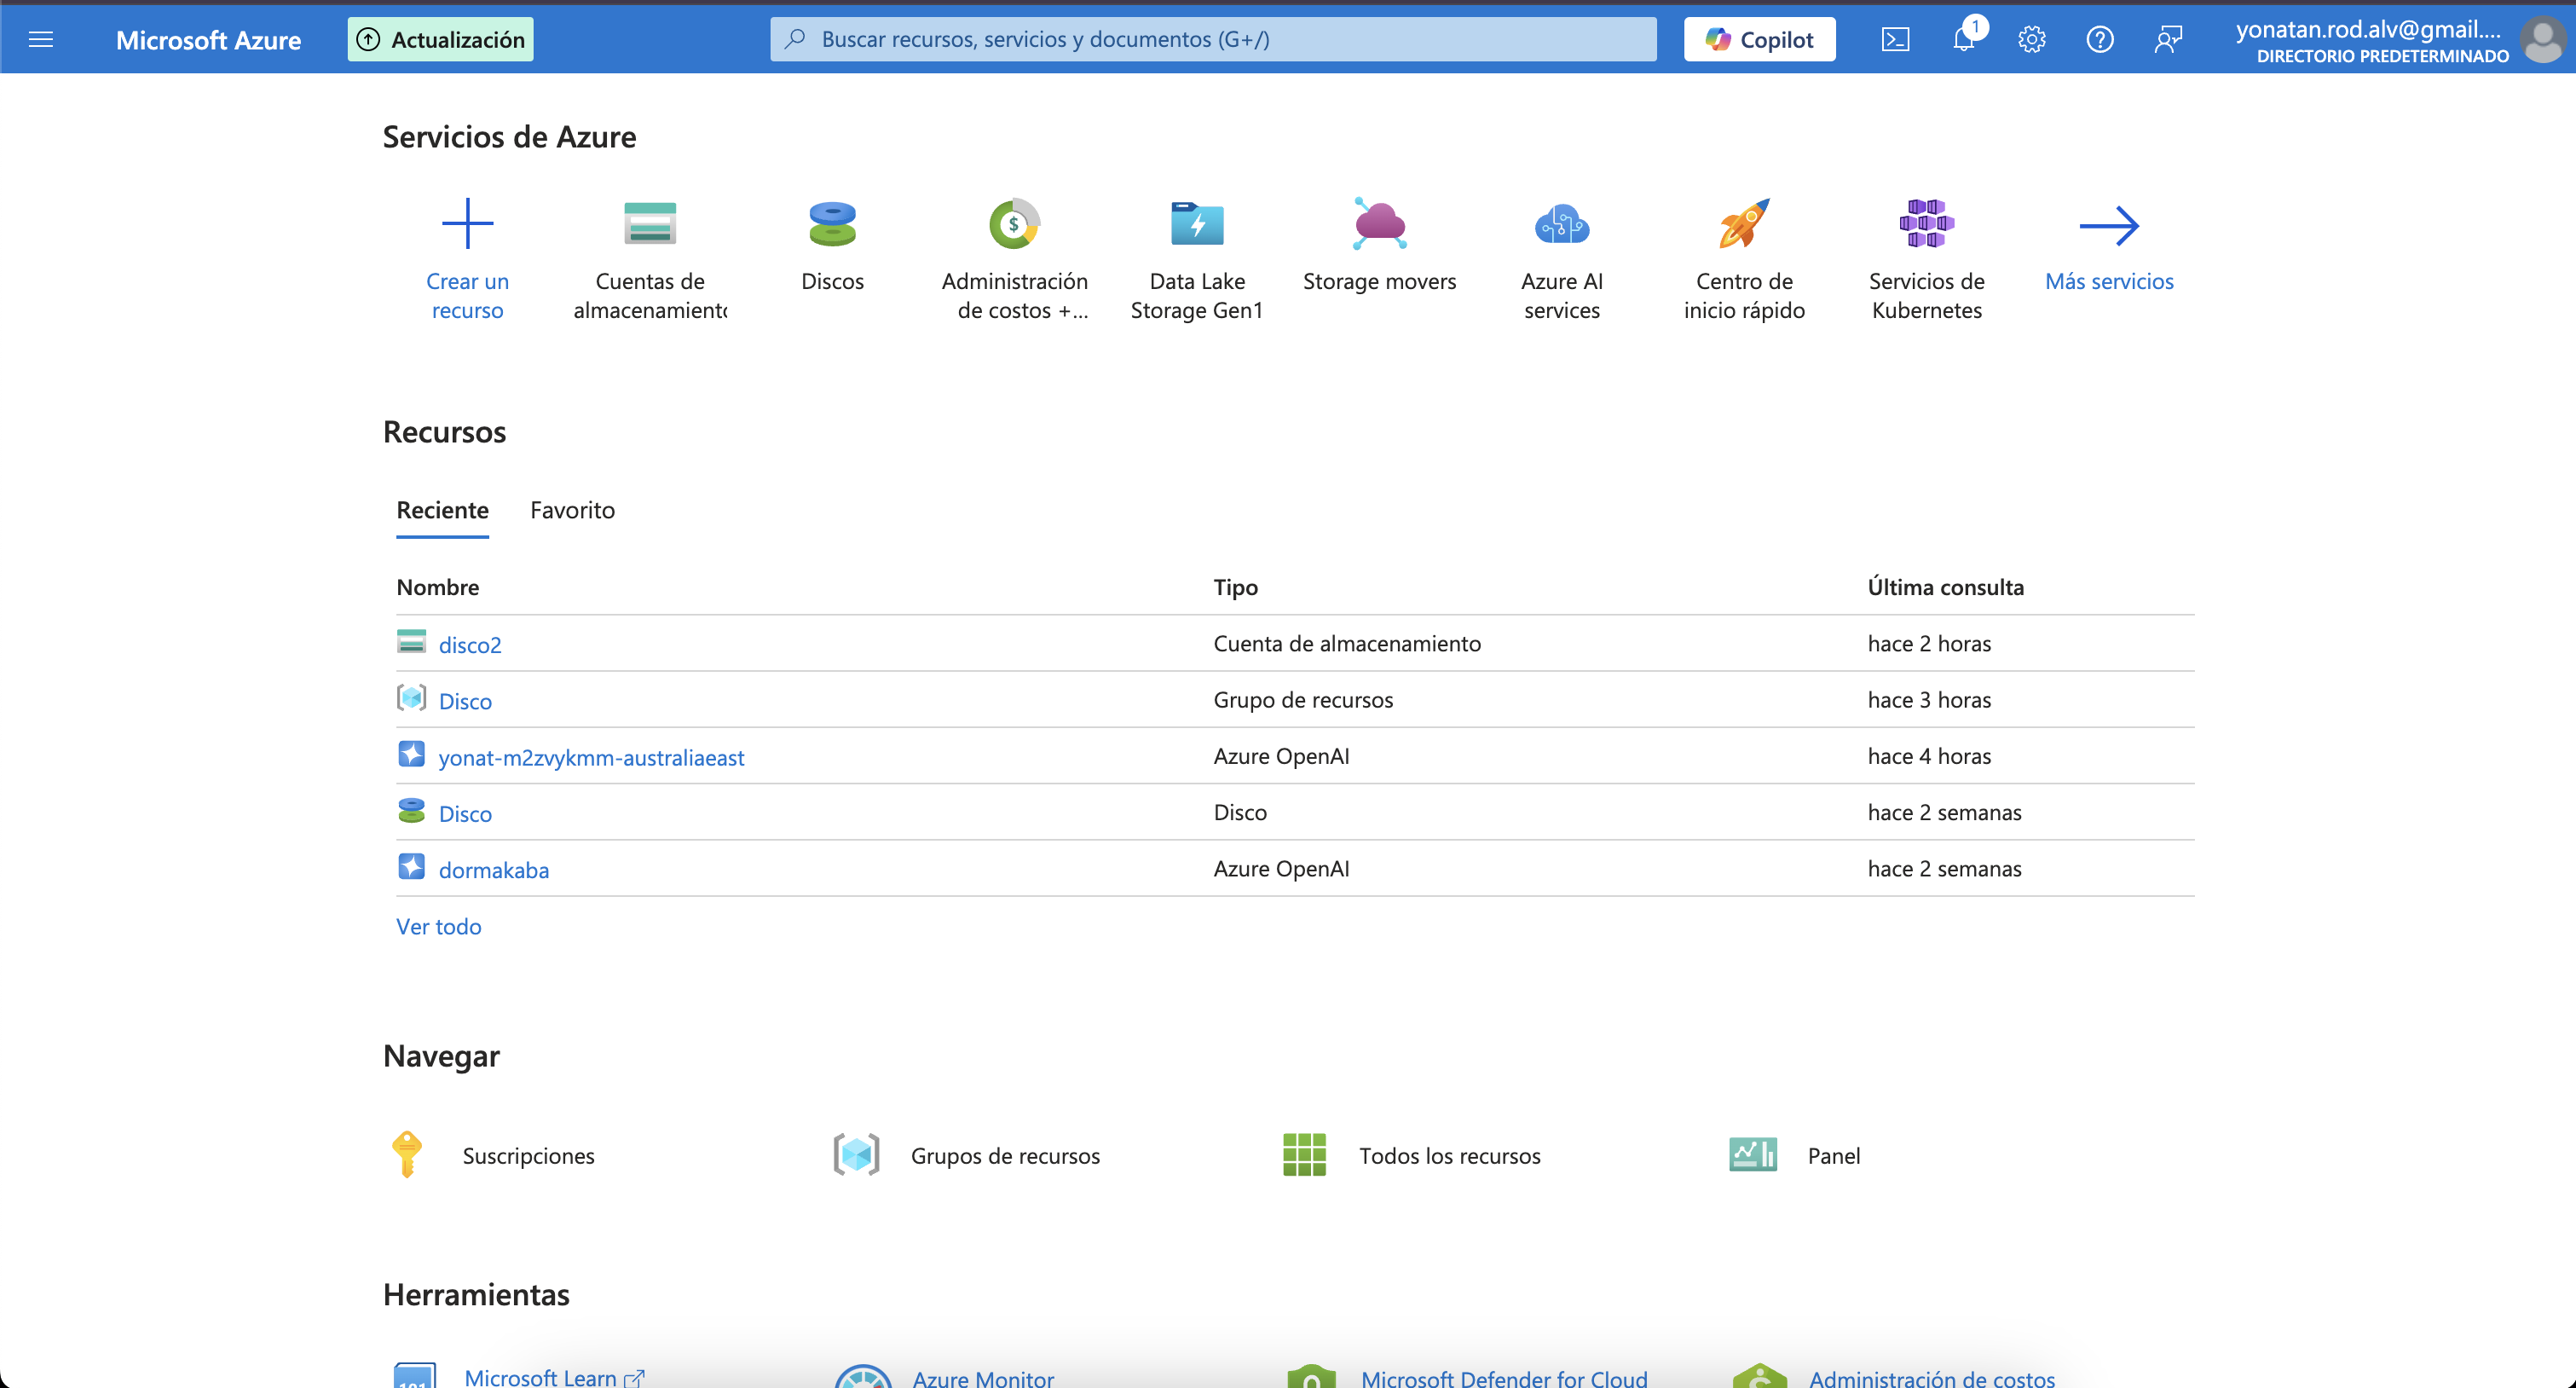 Microsoft Azure
Actualización
Buscar recursos, servicios y documentos (G+/)
Copilot
1
yonatan.rod.alv@gmail....
DIRECTORIO PREDETERMINADO
Servicios de Azure
Crear un
recurso
Cuentas de
almacenamiento
Discos
Administración
de costos +...
Data Lake
Storage Gen1
Storage movers
Azure AI
services
Centro de
inicio rápido
Servicios de
Kubernetes
Más servicios
Recursos
Reciente
Favorito
Nombre
Tipo
Última consulta
disco2
Cuenta de almacenamiento
hace 2 horas
Disco
Grupo de recursos
hace 3 horas
yonat-m2zvykmm-australiaeast
Azure OpenAI
hace 4 horas
Disco
Disco
hace 2 semanas
dormakaba
Azure OpenAI
hace 2 semanas
Ver todo
Navegar
Suscripciones
Grupos de recursos
Todos los recursos
Panel
Herramientas
Microsoft Learn
Azure Monitor
Microsoft Defender for Cloud
Administración de costos